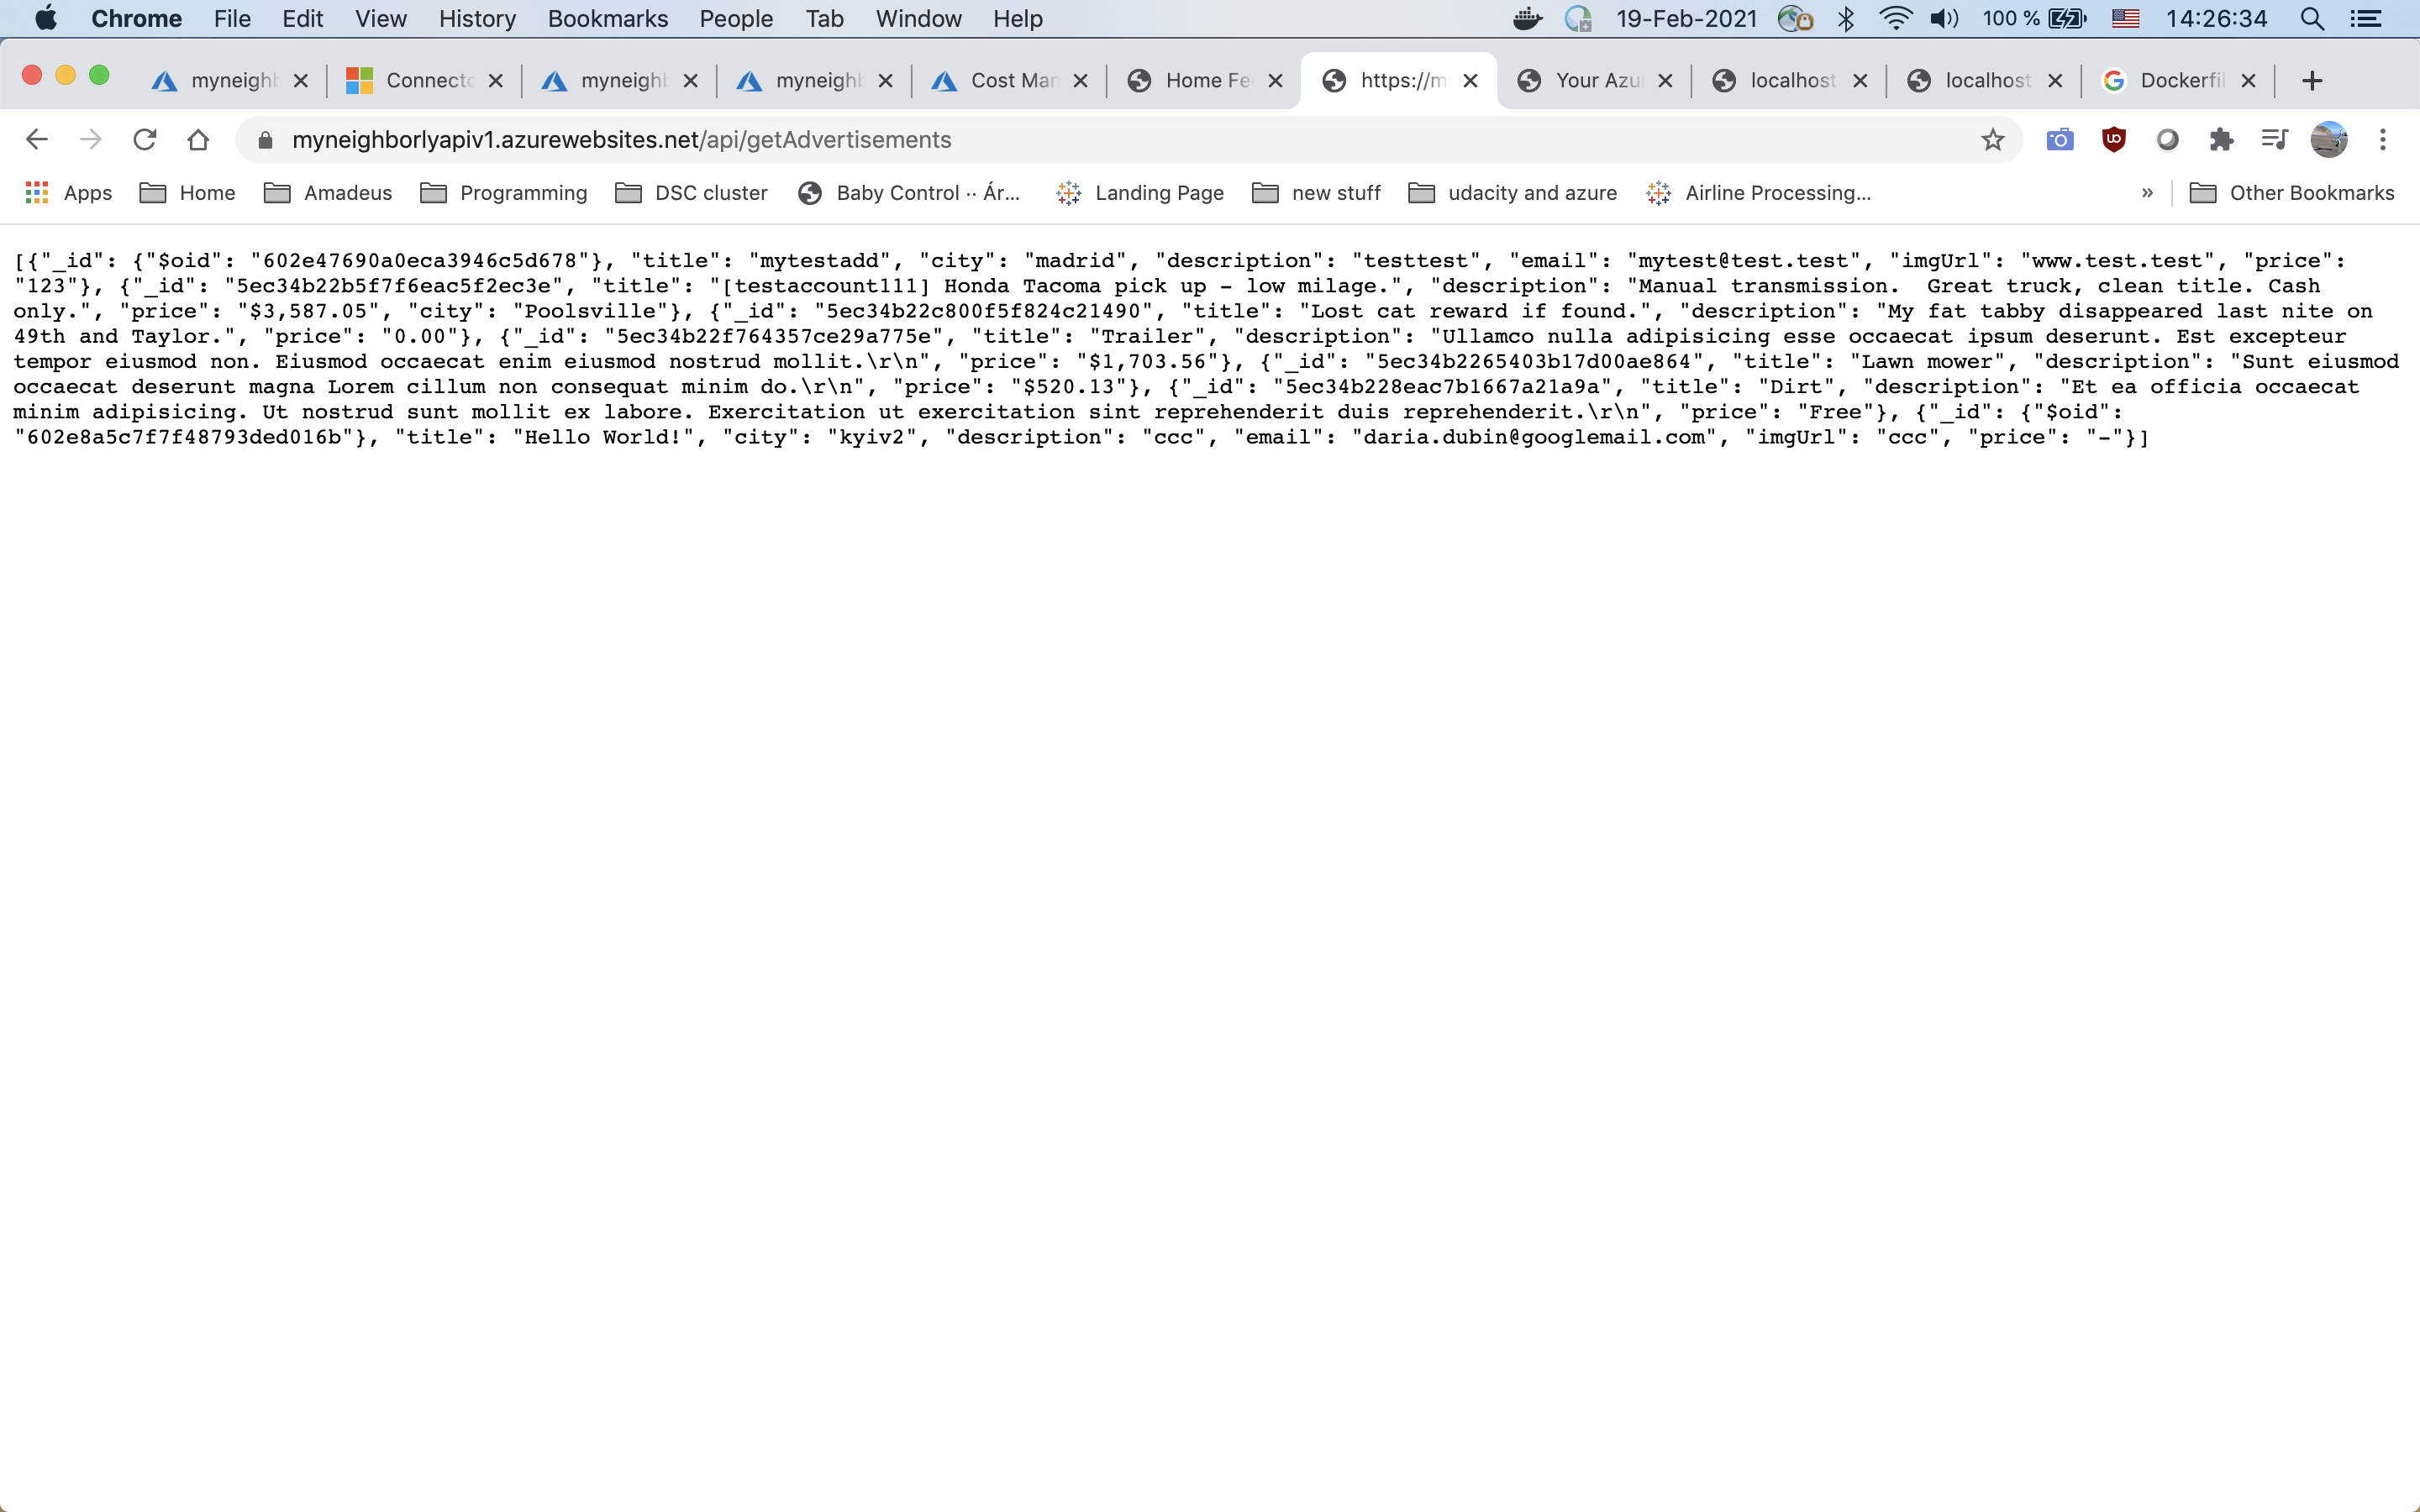 Chrome File Edit View History Bookmarks People Tab Window Help 19-Feb-2021 100 % 14:26:34
myneighb Connecto myneighb myneighb Cost Man Home Fee https://m Your Azur localhost localhost Dockerfil
myneighborlyapiv1.azurewebsites.net/api/getAdvertisements
Apps Home Amadeus Programming DSC cluster Baby Control ·· Ár... Landing Page new stuff udacity and azure Airline Processing... » Other Bookmarks
[{"_id": {"$oid": "602e47690a0eca3946c5d678"}, "title": "mytestadd", "city": "madrid", "description": "testtest", "email": "mytest@test.test", "imgUrl": "www.test.test", "price":
"123"}, {"_id": "5ec34b22b5f7f6eac5f2ec3e", "title": "[testaccount111] Honda Tacoma pick up - low milage.", "description": "Manual transmission.  Great truck, clean title. Cash
only.", "price": "$3,587.05", "city": "Poolsville"}, {"_id": "5ec34b22c800f5f824c21490", "title": "Lost cat reward if found.", "description": "My fat tabby disappeared last nite on
49th and Taylor.", "price": "0.00"}, {"_id": "5ec34b22f764357ce29a775e", "title": "Trailer", "description": "Ullamco nulla adipisicing esse occaecat ipsum deserunt. Est excepteur
tempor eiusmod non. Eiusmod occaecat enim eiusmod nostrud mollit.\r\n", "price": "$1,703.56"}, {"_id": "5ec34b2265403b17d00ae864", "title": "Lawn mower", "description": "Sunt eiusmod
occaecat deserunt magna Lorem cillum non consequat minim do.\r\n", "price": "$520.13"}, {"_id": "5ec34b228eac7b1667a21a9a", "title": "Dirt", "description": "Et ea officia occaecat
minim adipisicing. Ut nostrud sunt mollit ex labore. Exercitation ut exercitation sint reprehenderit duis reprehenderit.\r\n", "price": "Free"}, {"_id": {"$oid":
"602e8a5c7f7f48793ded016b"}, "title": "Hello World!", "city": "kyiv2", "description": "ccc", "email": "daria.dubin@googlemail.com", "imgUrl": "ccc", "price": "-"}]